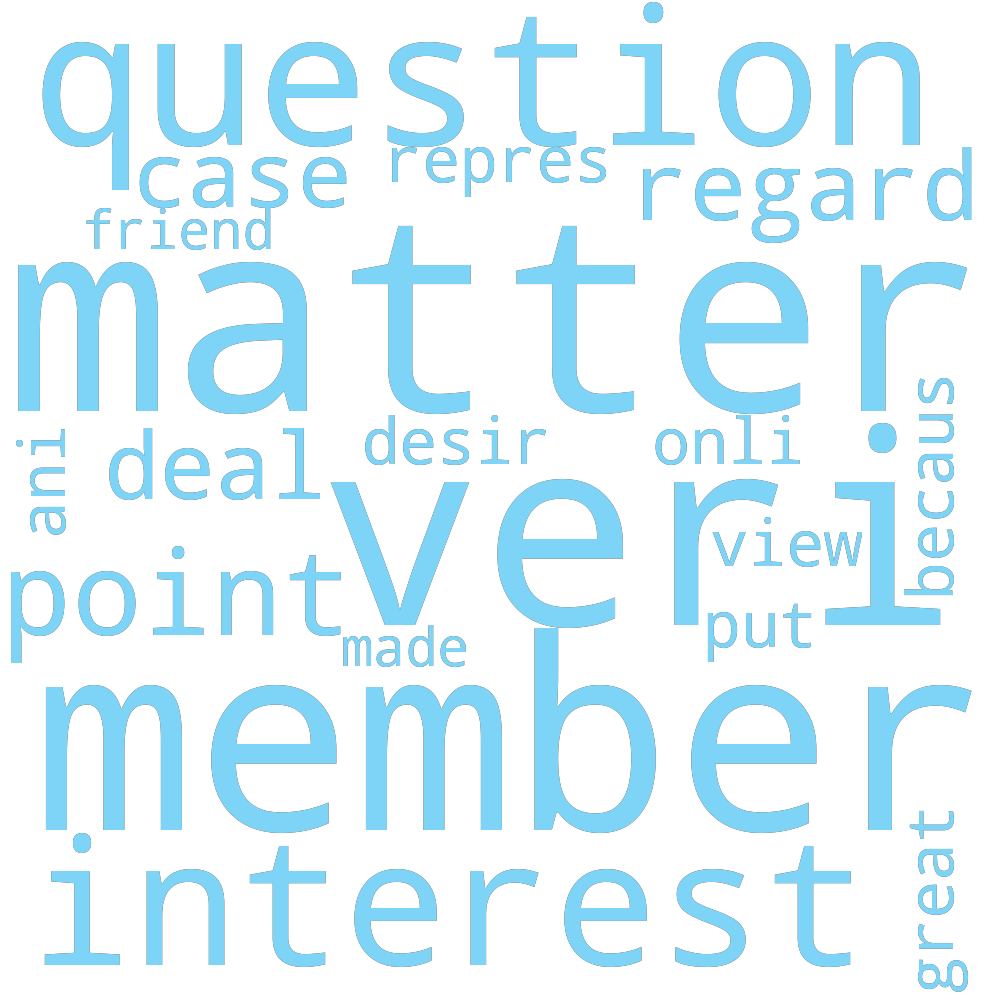 question
case
repres
regard
friend
matter
becaus
ani
deal
desir
onli
veri
view
point
put
made
member
interest
great